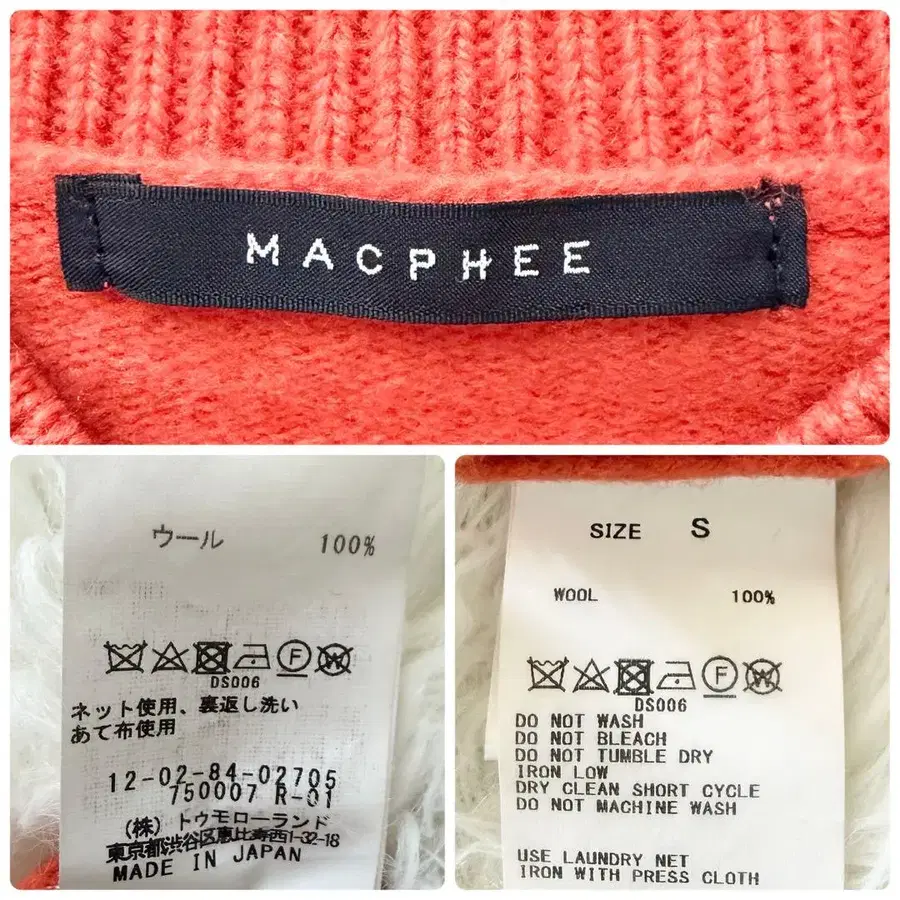 MACPHEE
ウール 100%
DS006
ネット使用、裏返し洗い
あて布使用
12-02-84-02705
750007 R-01
(株) トゥモローランド
東京都渋谷区恵比寿西1-32-18
MADE IN JAPAN
SIZE S
WOOL 100%
F W
DS006
DO NOT WASH
DO NOT BLEACH
DO NOT TUMBLE DRY
IRON LOW
DRY CLEAN SHORT CYCLE
DO NOT MACHINE WASH
USE LAUNDRY NET
IRON WITH PRESS CLOTH